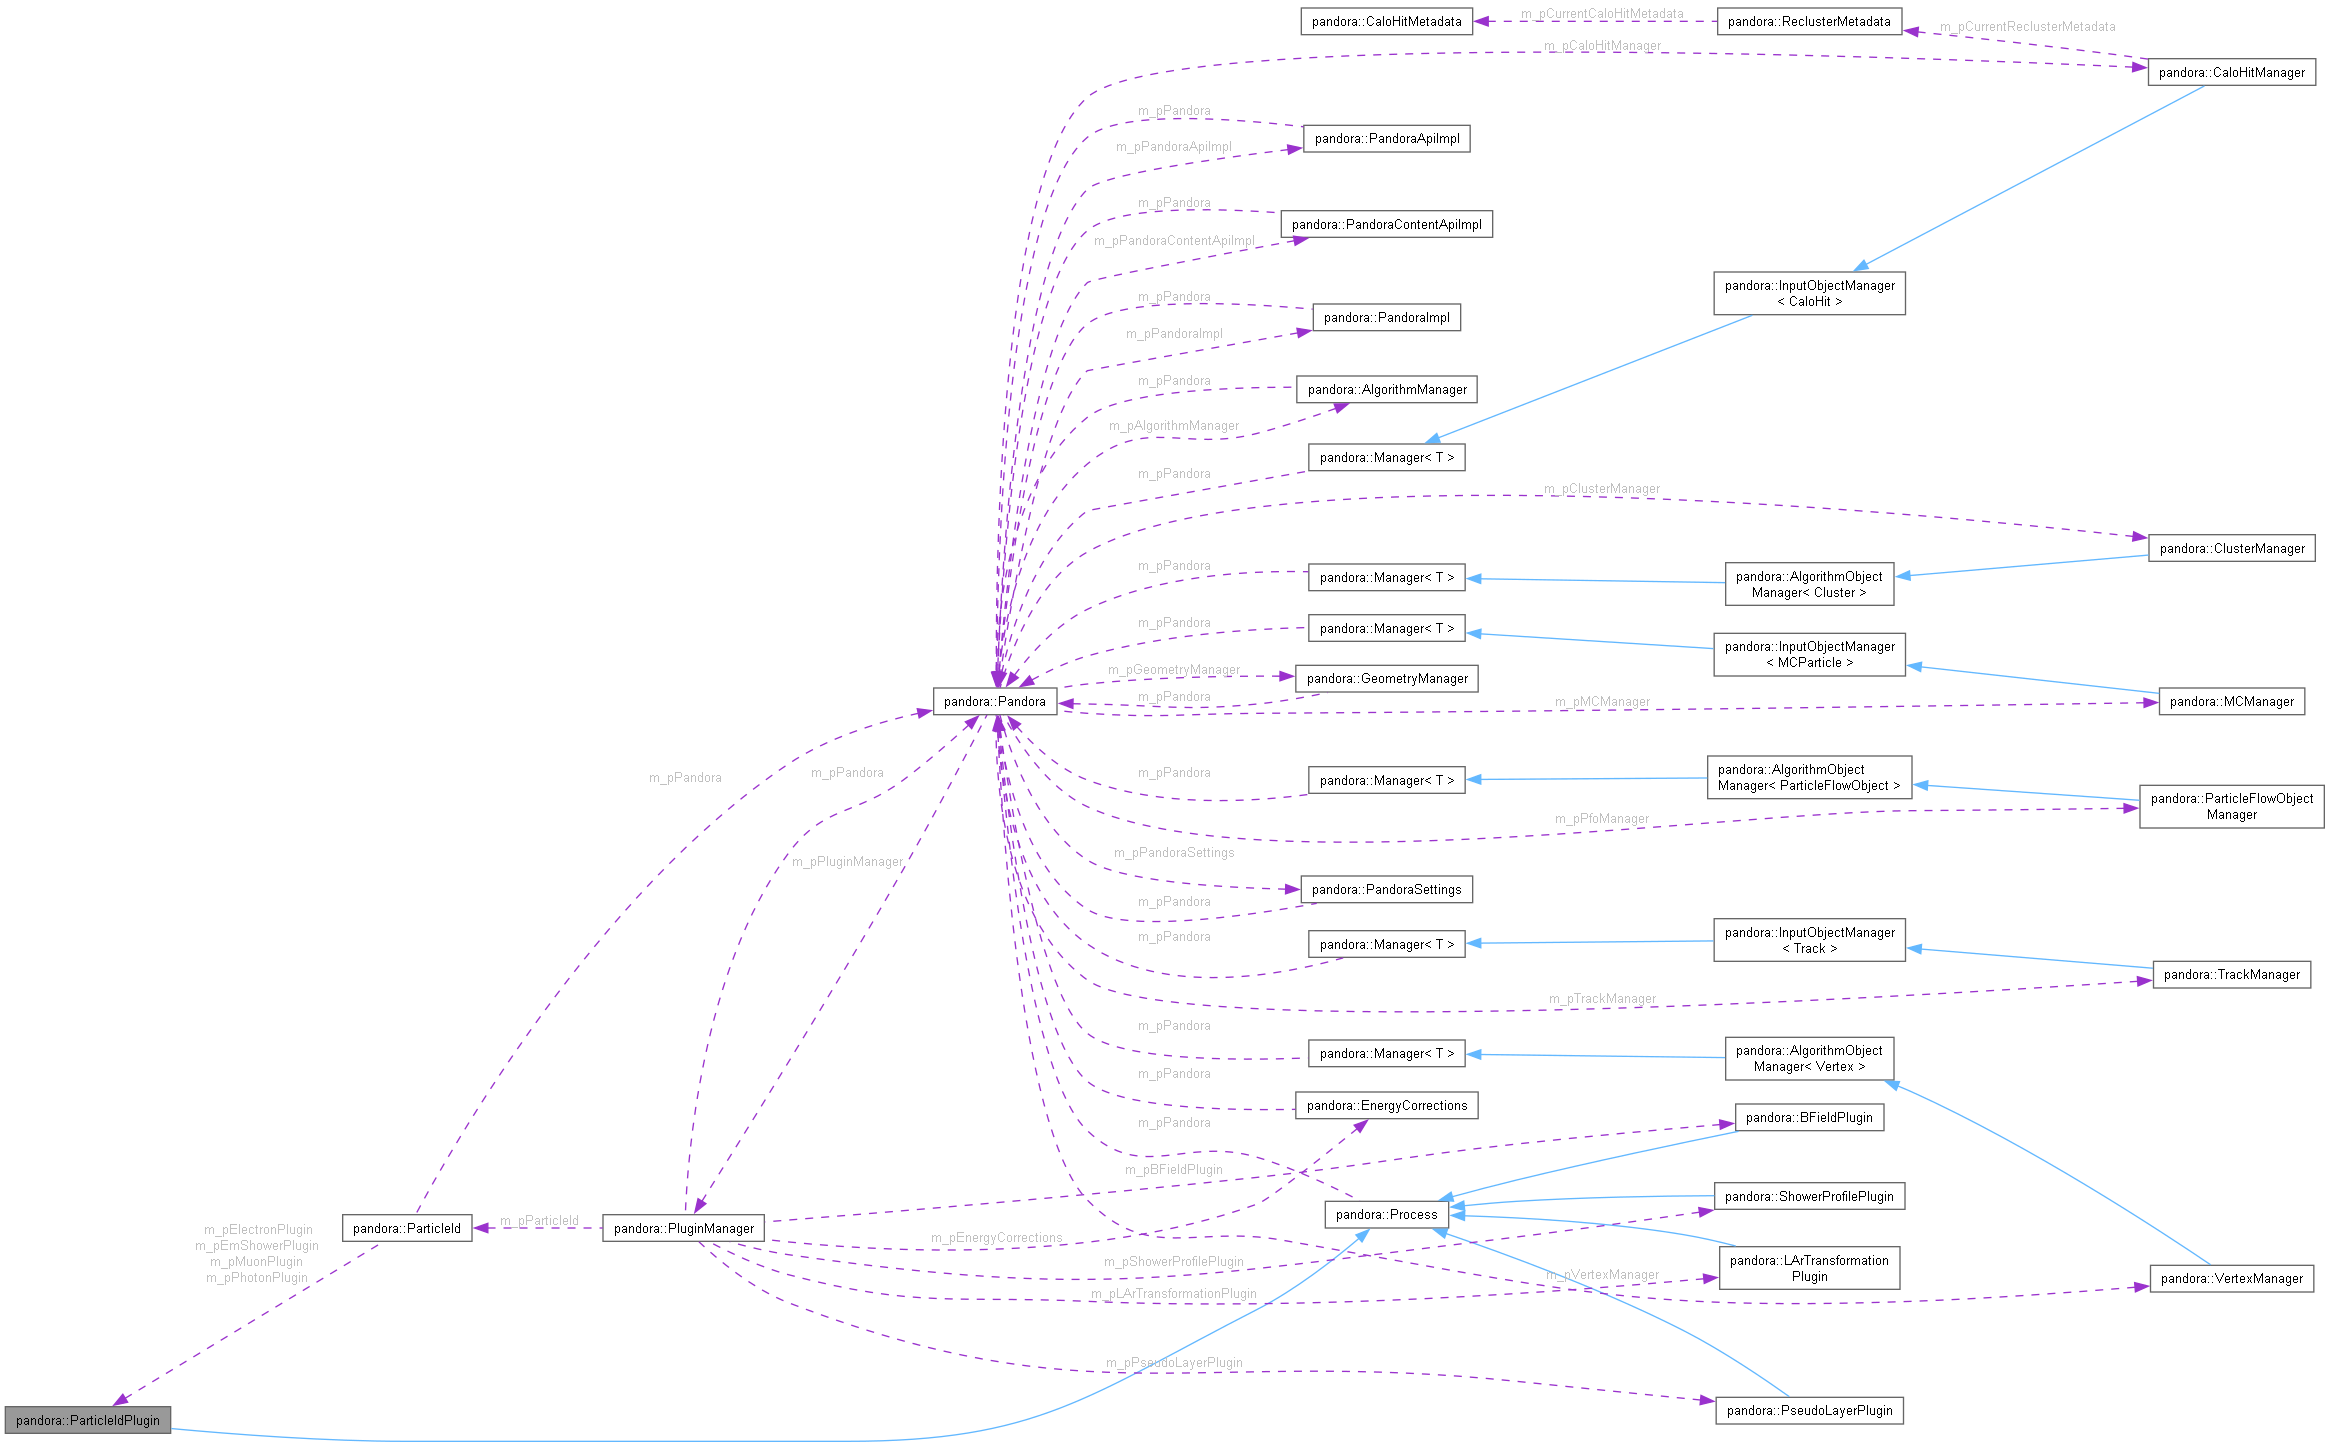 pandora::CaloHitMetadata
m_pCurrentCaloHitMetadata
pandora::ReclusterMetadata
m_pCurrentReclusterMetadata
m_pCaloHitManager
pandora::CaloHitManager
m_pPandora
pandora::PandoraApiImpl
m_pPandoraApiImpl
m_pPandora
pandora::PandoraContentApiImpl
m_pPandoraContentApiImpl
pandora::InputObjectManager
< CaloHit >
m_pPandora
pandora::PandoraImpl
m_pPandoraImpl
m_pPandora
pandora::AlgorithmManager
m_pAlgorithmManager
pandora::Manager< T >
m_pPandora
m_pClusterManager
pandora::ClusterManager
m_pPandora
pandora::Manager< T >
pandora::AlgorithmObject
Manager< Cluster >
m_pPandora
pandora::Manager< T >
pandora::InputObjectManager
< MCParticle >
m_pGeometryManager
pandora::GeometryManager
m_pPandora
pandora::Pandora
m_pMCManager
pandora::MCManager
m_pPandora
m_pPandora
m_pPandora
pandora::Manager< T >
pandora::AlgorithmObject
Manager< ParticleFlowObject >
pandora::ParticleFlowObject
Manager
m_pPfoManager
m_pPluginManager
m_pPandoraSettings
pandora::PandoraSettings
m_pPandora
m_pPandora
pandora::Manager< T >
pandora::InputObjectManager
< Track >
pandora::TrackManager
m_pTrackManager
m_pPandora
pandora::Manager< T >
pandora::AlgorithmObject
Manager< Vertex >
m_pPandora
pandora::EnergyCorrections
pandora::BFieldPlugin
m_pPandora
m_pBFieldPlugin
pandora::ShowerProfilePlugin
pandora::Process
m_pElectronPlugin
m_pEmShowerPlugin
m_pMuonPlugin
m_pPhotonPlugin
pandora::ParticleId
m_pParticleId
pandora::PluginManager
m_pEnergyCorrections
m_pShowerProfilePlugin
pandora::LArTransformation
Plugin
m_pVertexManager
pandora::VertexManager
m_pLArTransformationPlugin
m_pPseudoLayerPlugin
pandora::PseudoLayerPlugin
pandora::ParticleIdPlugin